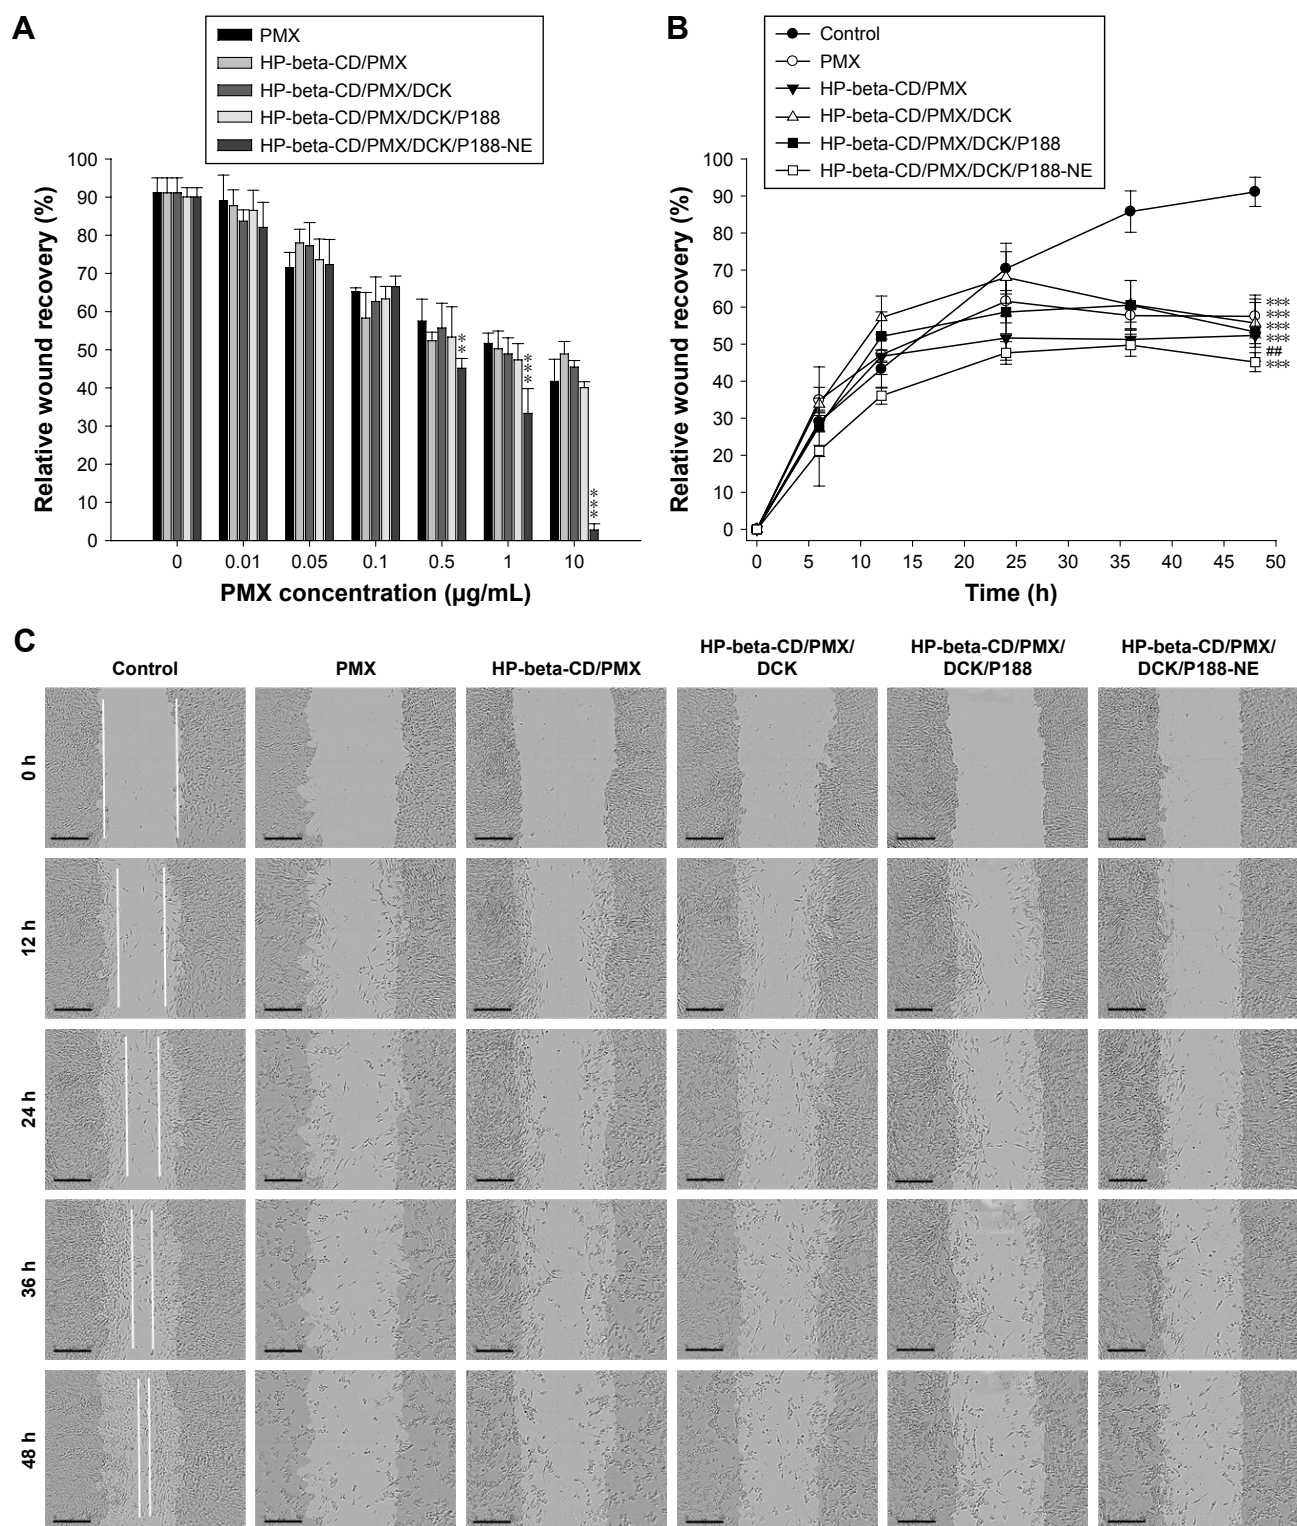 A
PMX
HP-beta-CD/PMX
HP-beta-CD/PMX/DCK
HP-beta-CD/PMX/DCK/P188
HP-beta-CD/PMX/DCK/P188-NE
Relative wound recovery (%)
100
90
80
70
60
50
40
30
20
10
0
**
***
***
0 0.01 0.05 0.1 0.5 1 10
PMX concentration (µg/mL)
B
Control
PMX
HP-beta-CD/PMX
HP-beta-CD/PMX/DCK
HP-beta-CD/PMX/DCK/P188
HP-beta-CD/PMX/DCK/P188-NE
Relative wound recovery (%)
100
90
80
70
60
50
40
30
20
10
0
***
***
***
***
##
***
0 5 10 15 20 25 30 35 40 45 50
Time (h)
C
Control
PMX
HP-beta-CD/PMX
HP-beta-CD/PMX/
DCK
HP-beta-CD/PMX/
DCK/P188
HP-beta-CD/PMX/
DCK/P188-NE
0 h
12 h
24 h
36 h
48 h